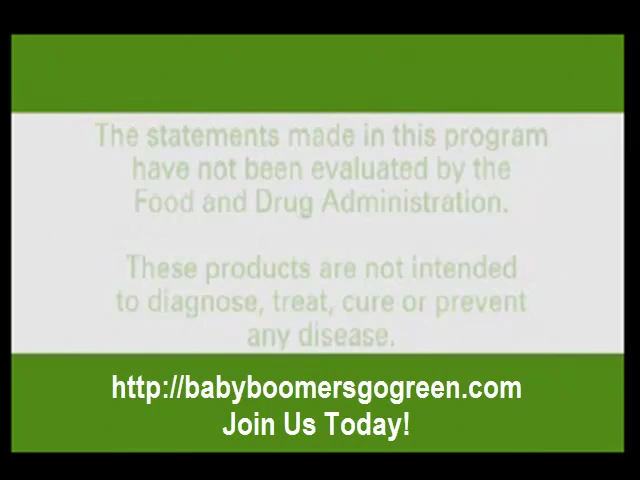 The statements made in this program
have not been evaluated by the
Food and Drug Administration.
These products are not intended
to diagnose, treat, cure or prevent
any disease.
http://babyboomersgogreen.com
Join Us Today!